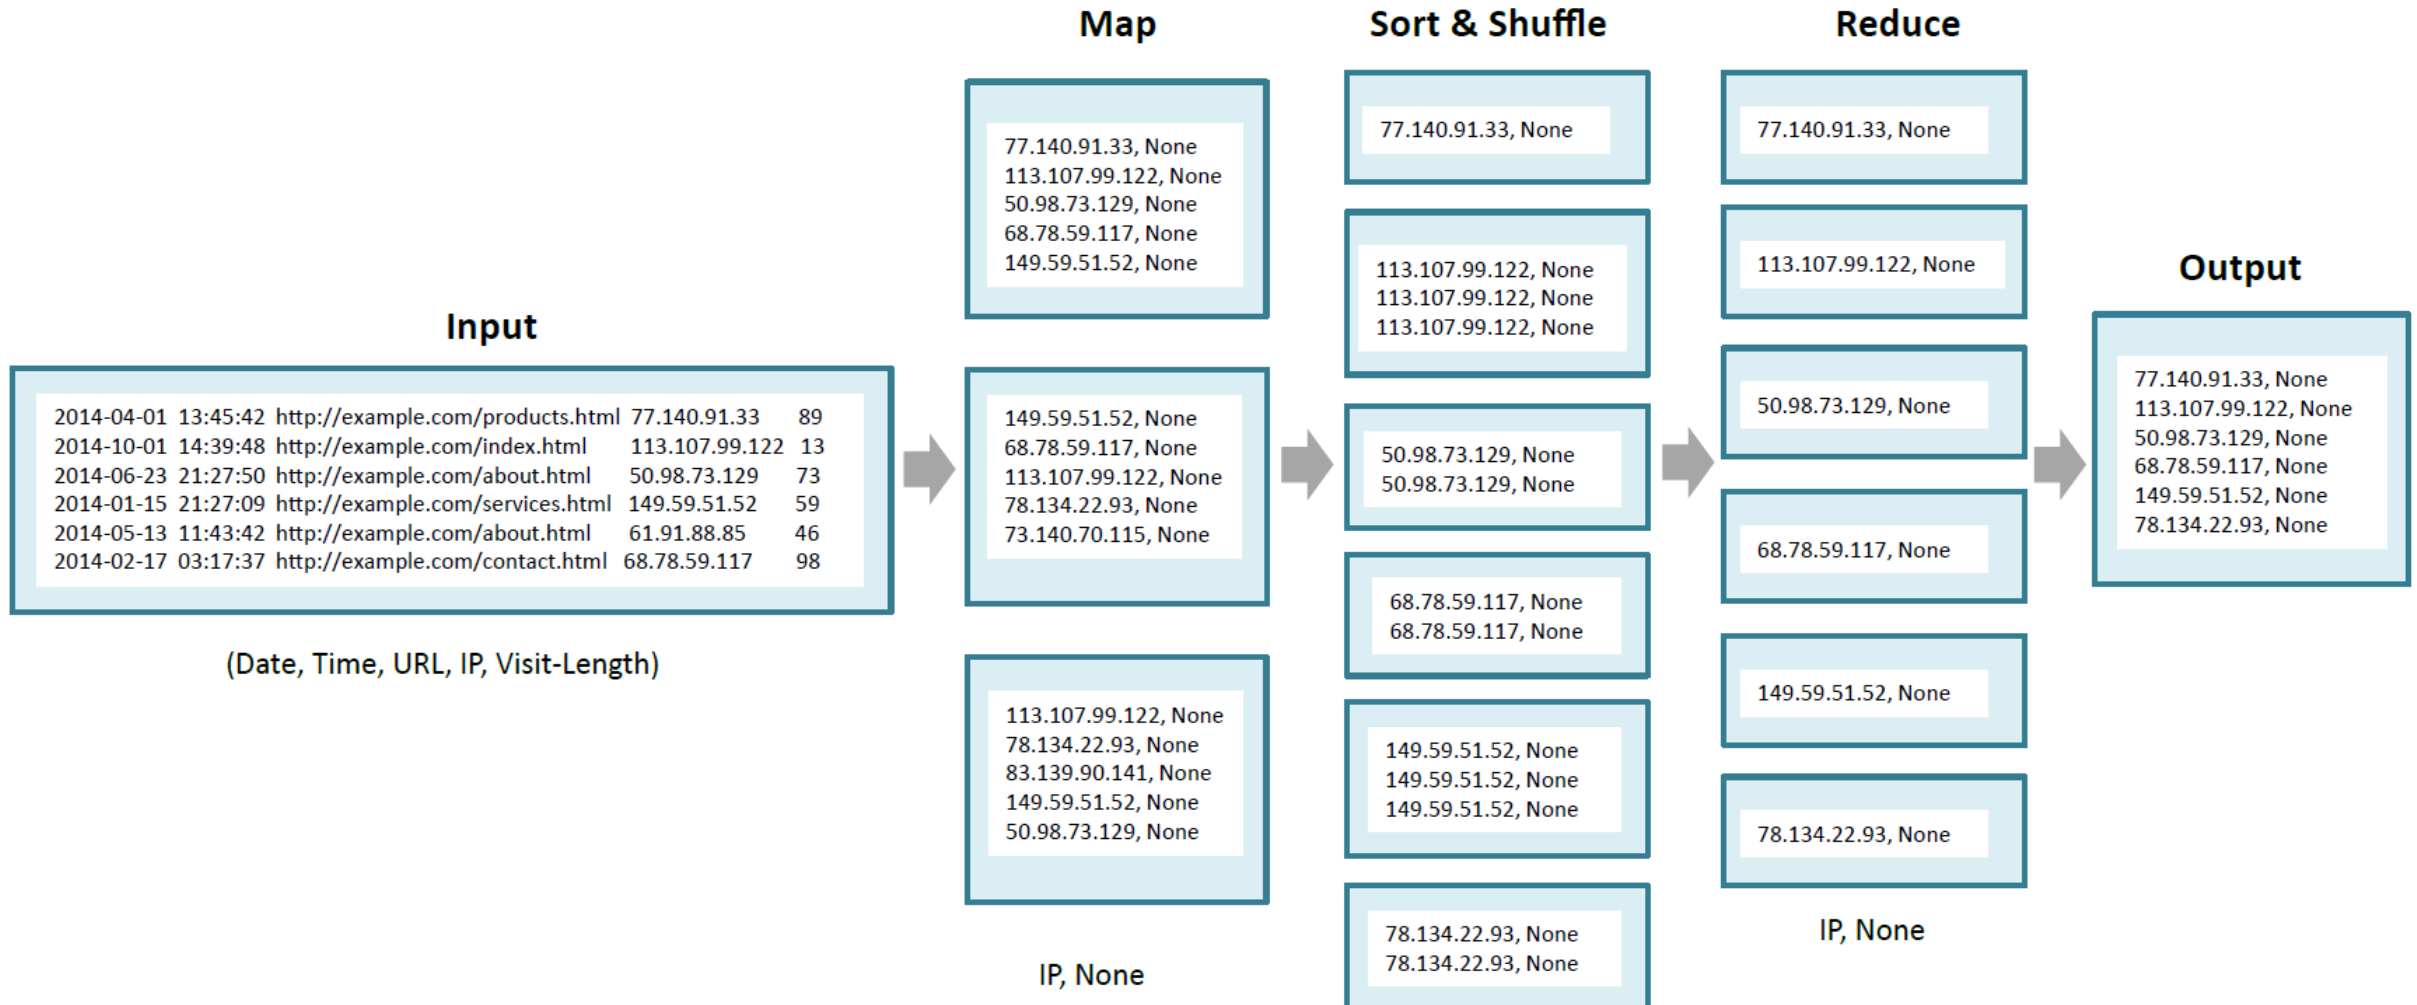 Input
2014-04-01 13:45:42 http://example.com/products.html 77.140.91.33 89
2014-10-01 14:39:48 http://example.com/index.html 113.107.99.122 13
2014-06-23 21:27:50 http://example.com/about.html 50.98.73.129 73
2014-01-15 21:27:09 http://example.com/services.html 149.59.51.52 59
2014-05-13 11:43:42 http://example.com/about.html 61.91.88.85 46
2014-02-17 03:17:37 http://example.com/contact.html 68.78.59.117 98
(Date, Time, URL, IP, Visit-Length)
Map
77.140.91.33, None
113.107.99.122, None
50.98.73.129, None
68.78.59.117, None
149.59.51.52, None
149.59.51.52, None
68.78.59.117, None
113.107.99.122, None
78.134.22.93, None
73.140.70.115, None
113.107.99.122, None
78.134.22.93, None
83.139.90.141, None
149.59.51.52, None
50.98.73.129, None
IP, None
Sort & Shuffle
77.140.91.33, None
113.107.99.122, None
113.107.99.122, None
113.107.99.122, None
50.98.73.129, None
50.98.73.129, None
68.78.59.117, None
68.78.59.117, None
149.59.51.52, None
149.59.51.52, None
149.59.51.52, None
78.134.22.93, None
78.134.22.93, None
Reduce
77.140.91.33, None
113.107.99.122, None
50.98.73.129, None
68.78.59.117, None
149.59.51.52, None
78.134.22.93, None
IP, None
Output
77.140.91.33, None
113.107.99.122, None
50.98.73.129, None
68.78.59.117, None
149.59.51.52, None
78.134.22.93, None